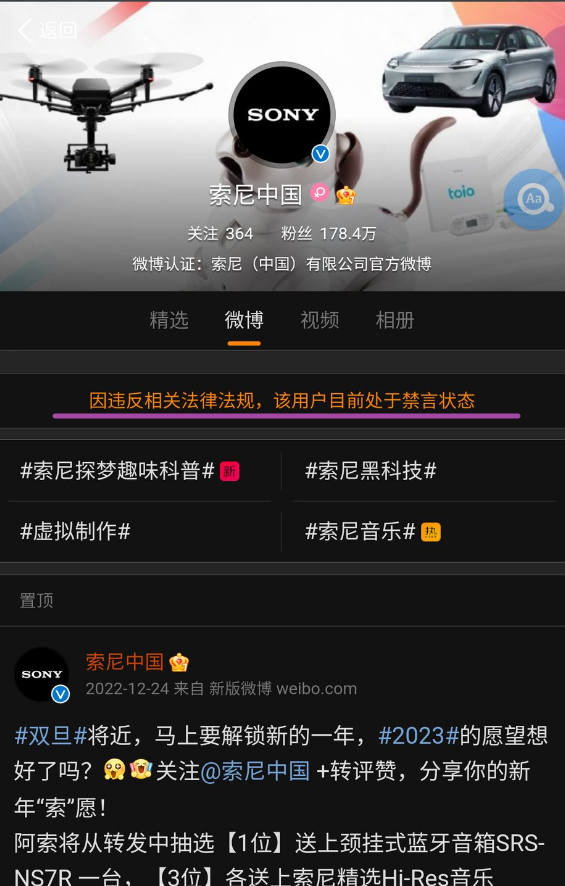 返回
SONY
toio
Aa
索尼中国
关注 364 粉丝 178.4万
微博认证：索尼（中国）有限公司官方微博
精选 微博 视频 相册
因违反相关法律法规，该用户目前处于禁言状态
#索尼探梦趣味科普# 新 #索尼黑科技#
#虚拟制作# #索尼音乐# 热
置顶
SONY
索尼中国
2022-12-24 来自 新版微博 weibo.com
#双旦#将近，马上要解锁新的一年，#2023#的愿望想
好了吗？关注@索尼中国 +转评赞，分享你的新
年“索”愿！
阿索将从转发中抽选【1位】送上颈挂式蓝牙音箱SRS-
NS7R 一台，【3位】各送上索尼精选Hi-Res音乐